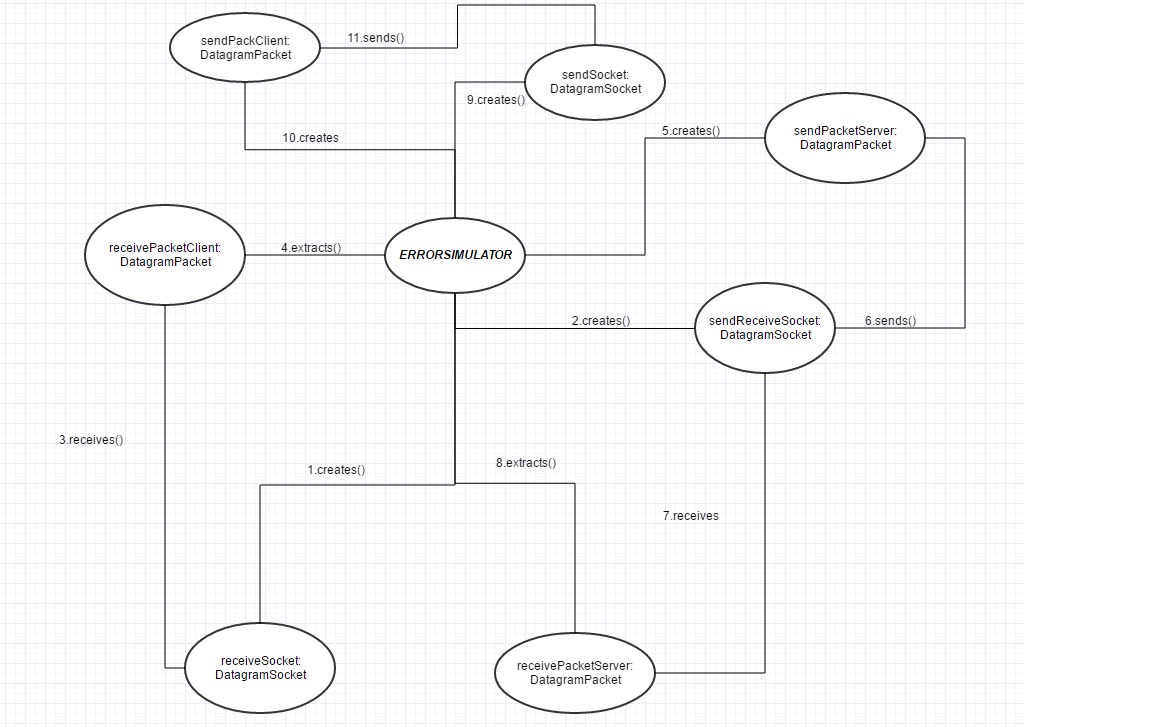 11.sends()
sendPackClient:
DatagramPacket
sendSocket:
DatagramSocket
9.creates()
10.creates
5.creates()
sendPacketServer:
DatagramPacket
receivePacketClient:
DatagramPacket
4.extracts()
ERRORSIMULATOR
2.creates()
sendReceiveSocket:
DatagramSocket
6.sends()
3.receives()
1.creates()
8.extracts()
7.receives
receiveSocket:
DatagramSocket
receivePacketServer:
DatagramPacket